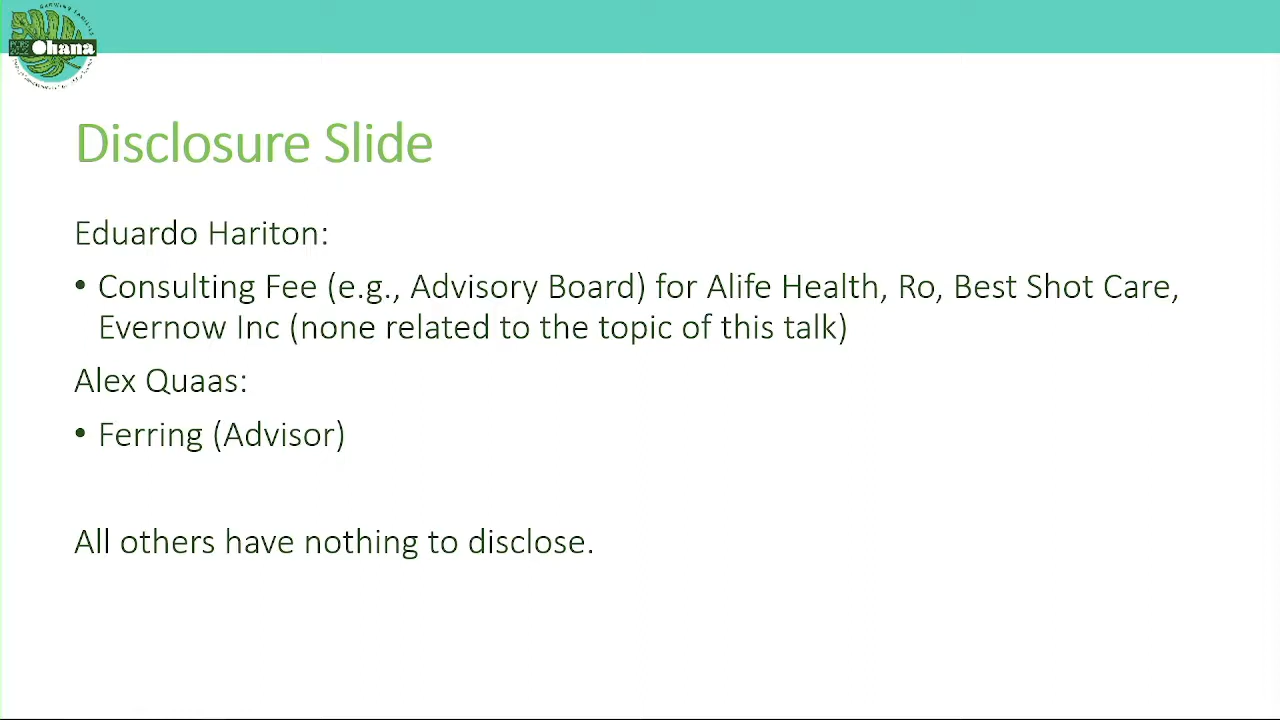 Ohana
Disclosure Slide
Eduardo Hariton:
• Consulting Fee (e.g., Advisory Board) for Alife Health, Ro, Best Shot Care,
Evernow Inc (none related to the topic of this talk)
Alex Quaas:
• Ferring (Advisor)
All others have nothing to disclose.